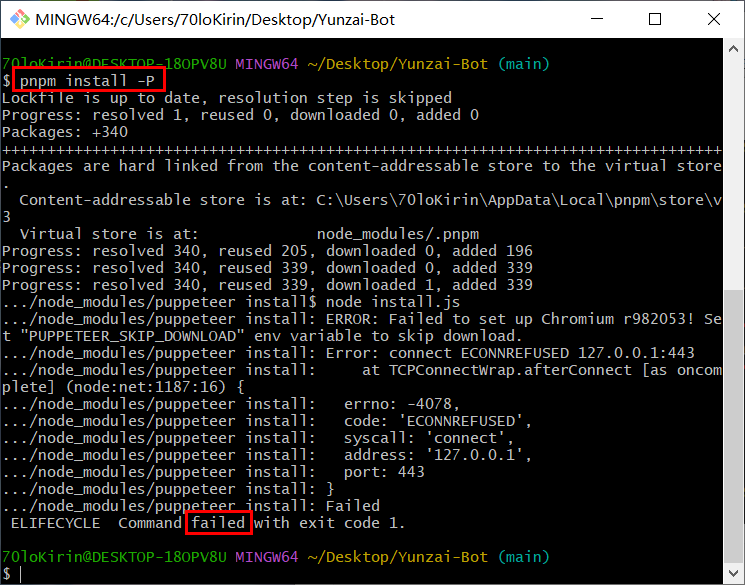 MINGW64:/c/Users/70loKirin/Desktop/Yunzai-Bot
70loKirin@DESKTOP-18OPV8U MINGW64 ~/Desktop/Yunzai-Bot (main)
$ pnpm install -P
Lockfile is up to date, resolution step is skipped
Progress: resolved 1, reused 0, downloaded 0, added 0
Packages: +340
+++++++++++++++++++++++++++++++++++++++++++++++++++++++++++++++++++++++++++++++++++++
Packages are hard linked from the content-addressable store to the virtual store
.
  Content-addressable store is at: C:\Users\70loKirin\AppData\Local\pnpm\store\v
3
  Virtual store is at:             node_modules/.pnpm
Progress: resolved 340, reused 205, downloaded 0, added 196
Progress: resolved 340, reused 339, downloaded 0, added 339
Progress: resolved 340, reused 339, downloaded 1, added 339
.../node_modules/puppeteer install$ node install.js
.../node_modules/puppeteer install: ERROR: Failed to set up Chromium r982053! Se
t "PUPPETEER_SKIP_DOWNLOAD" env variable to skip download.
.../node_modules/puppeteer install: Error: connect ECONNREFUSED 127.0.0.1:443
.../node_modules/puppeteer install:     at TCPConnectWrap.afterConnect [as oncom
plete] (node:net:1187:16) {
.../node_modules/puppeteer install:   errno: -4078,
.../node_modules/puppeteer install:   code: 'ECONNREFUSED',
.../node_modules/puppeteer install:   syscall: 'connect',
.../node_modules/puppeteer install:   address: '127.0.0.1',
.../node_modules/puppeteer install:   port: 443
.../node_modules/puppeteer install: }
.../node_modules/puppeteer install: Failed
 ELIFECYCLE  Command failed with exit code 1.
70loKirin@DESKTOP-18OPV8U MINGW64 ~/Desktop/Yunzai-Bot (main)
$